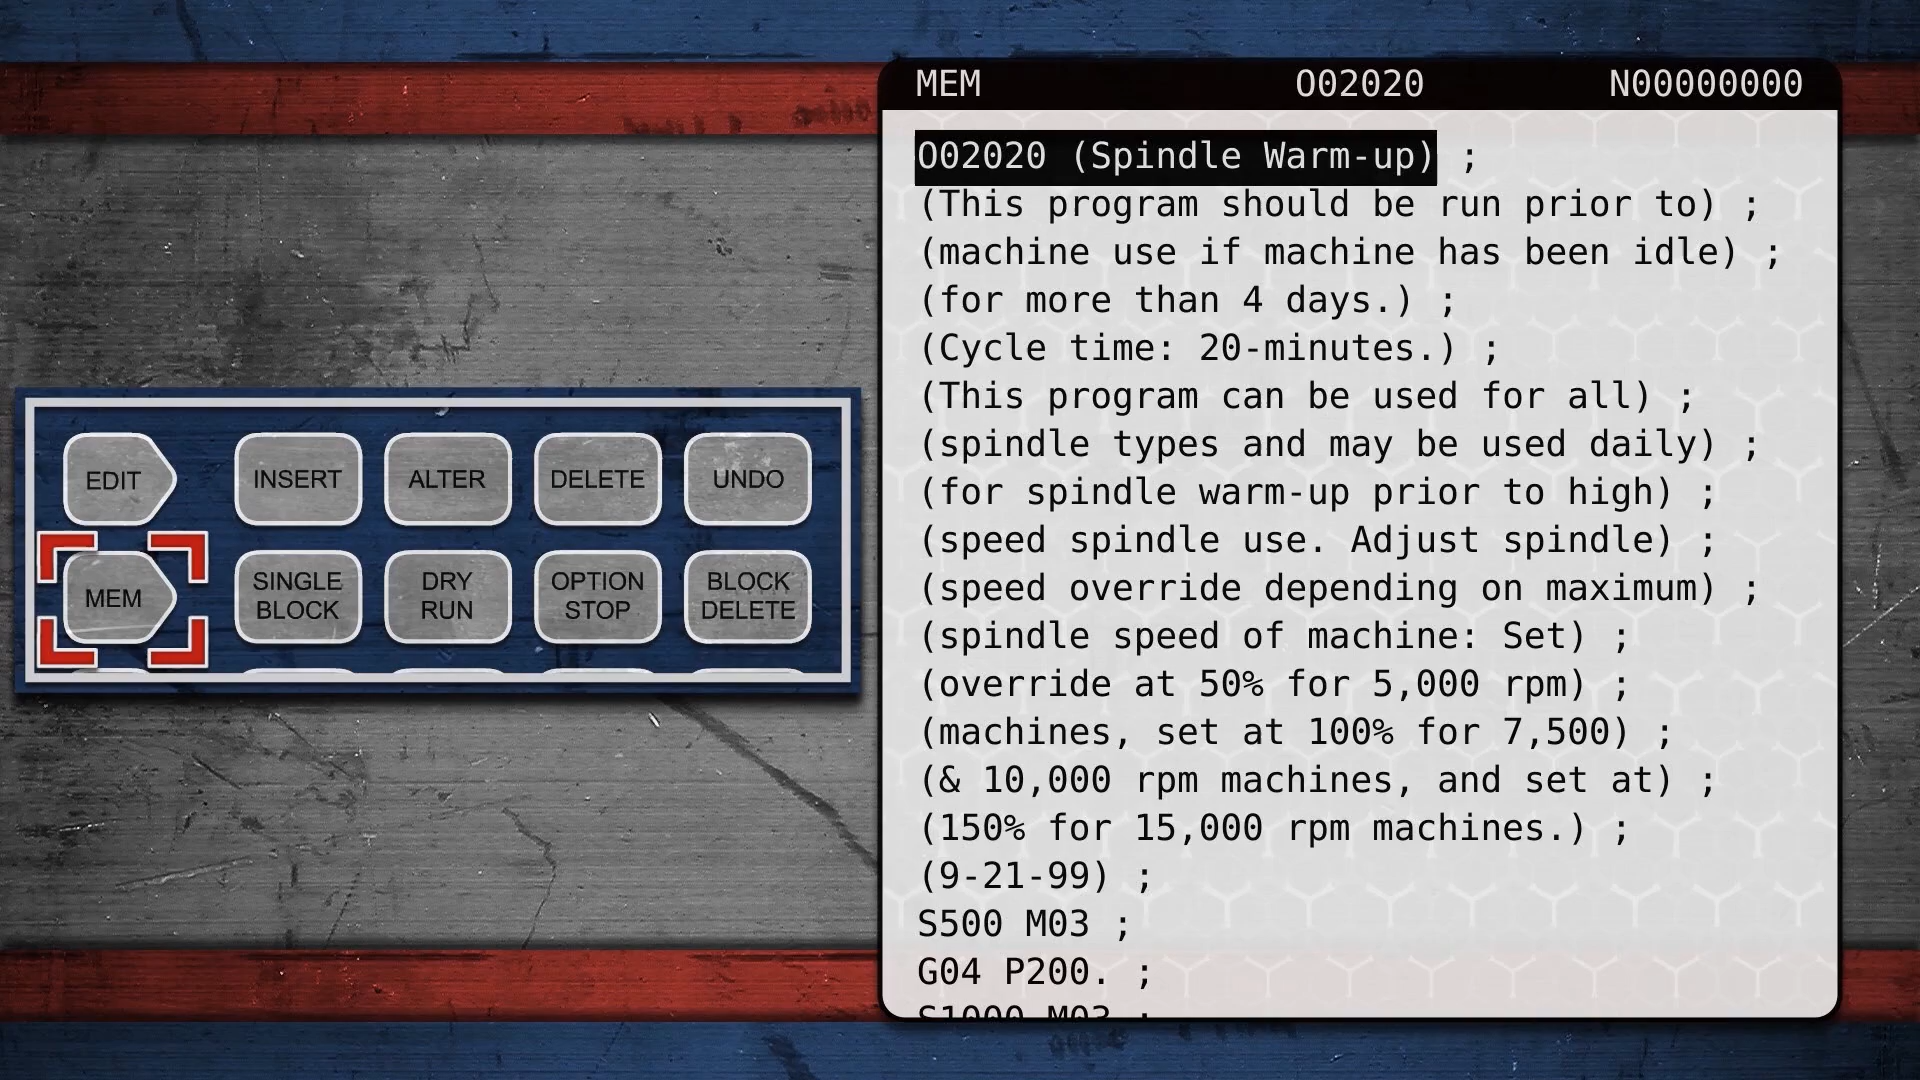 EDIT
INSERT
ALTER
DELETE
UNDO
MEM
SINGLE
BLOCK
DRY
RUN
OPTION
STOP
BLOCK
DELETE
MEM O02020 N00000000
O02020 (Spindle Warm-up) ;
(This program should be run prior to) ;
(machine use if machine has been idle) ;
(for more than 4 days.) ;
(Cycle time: 20-minutes.) ;
(This program can be used for all) ;
(spindle types and may be used daily) ;
(for spindle warm-up prior to high) ;
(speed spindle use. Adjust spindle) ;
(speed override depending on maximum) ;
(spindle speed of machine: Set) ;
(override at 50% for 5,000 rpm) ;
(machines, set at 100% for 7,500) ;
(& 10,000 rpm machines, and set at) ;
(150% for 15,000 rpm machines.) ;
(9-21-99) ;
S500 M03 ;
G04 P200. ;
S1000 M03 ;